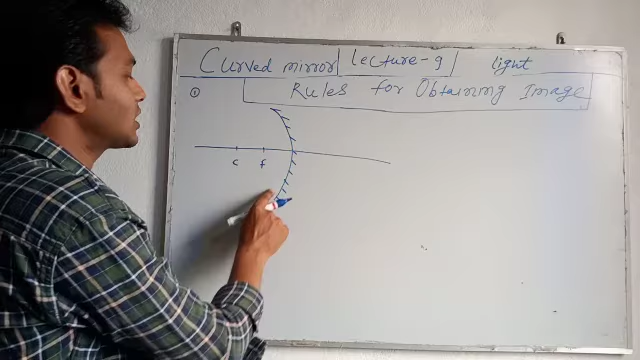 Curved mirror | Lecture-9 | light
① Rules for Obtaining Image
C F